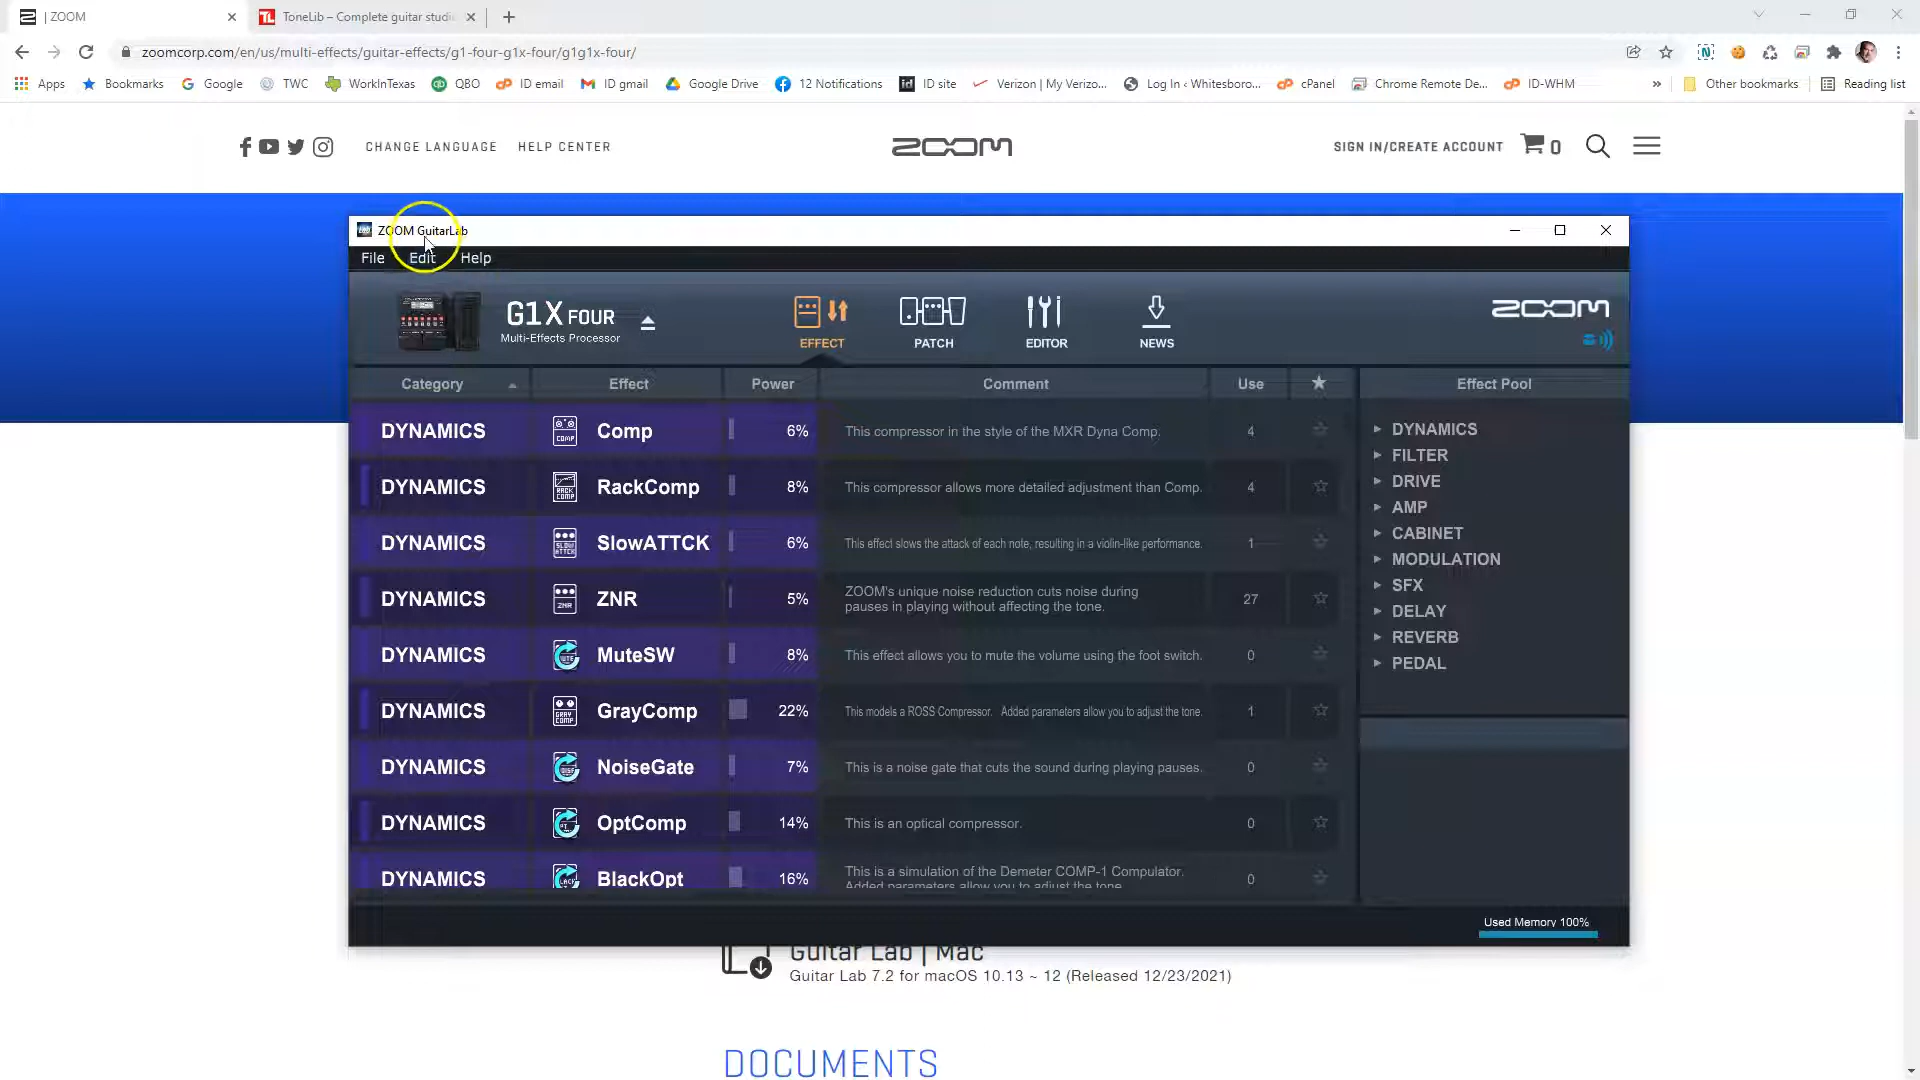 | ZOOM
ToneLib – Complete guitar studi
zoomcorp.com/en/us/multi-effects/guitar-effects/g1-four-g1x-four/g1g1x-four/
Apps
Bookmarks
Google
TWC
WorkInTexas
QBO
ID email
ID gmail
Google Drive
12 Notifications
ID site
Verizon | My Verizo...
Log In ‹ Whitesboro...
cPanel
Chrome Remote De...
ID-WHM
»
Other bookmarks
Reading list
CHANGE LANGUAGE
HELP CENTER
ZOOM
SIGN IN/CREATE ACCOUNT
0
ZOOM GuitarLab
File Edit Help
G1X FOUR
Multi-Effects Processor
EFFECT
PATCH
EDITOR
NEWS
ZOOM
Category Effect Power Comment Use ★ Effect Pool
DYNAMICS Comp 6% This compressor in the style of the MXR Dyna Comp. 4
DYNAMICS RackComp 8% This compressor allows more detailed adjustment than Comp. 4
DYNAMICS SlowATTCK 6% This effect slows the attack of each note, resulting in a violin-like performance. 1
DYNAMICS ZNR 5% ZOOM's unique noise reduction cuts noise during
pauses in playing without affecting the tone. 27
DYNAMICS MuteSW 8% This effect allows you to mute the volume using the foot switch. 0
DYNAMICS GrayComp 22% This models a ROSS Compressor. Added parameters allow you to adjust the tone. 1
DYNAMICS NoiseGate 7% This is a noise gate that cuts the sound during playing pauses. 0
DYNAMICS OptComp 14% This is an optical compressor. 0
DYNAMICS BlackOpt 16% This is a simulation of the Demeter COMP-1 Compulator.
Added parameters allow you to adjust the tone 0
DYNAMICS
FILTER
DRIVE
AMP
CABINET
MODULATION
SFX
DELAY
REVERB
PEDAL
Used Memory 100%
Guitar Lab | Mac
Guitar Lab 7.2 for macOS 10.13 ~ 12 (Released 12/23/2021)
DOCUMENTS